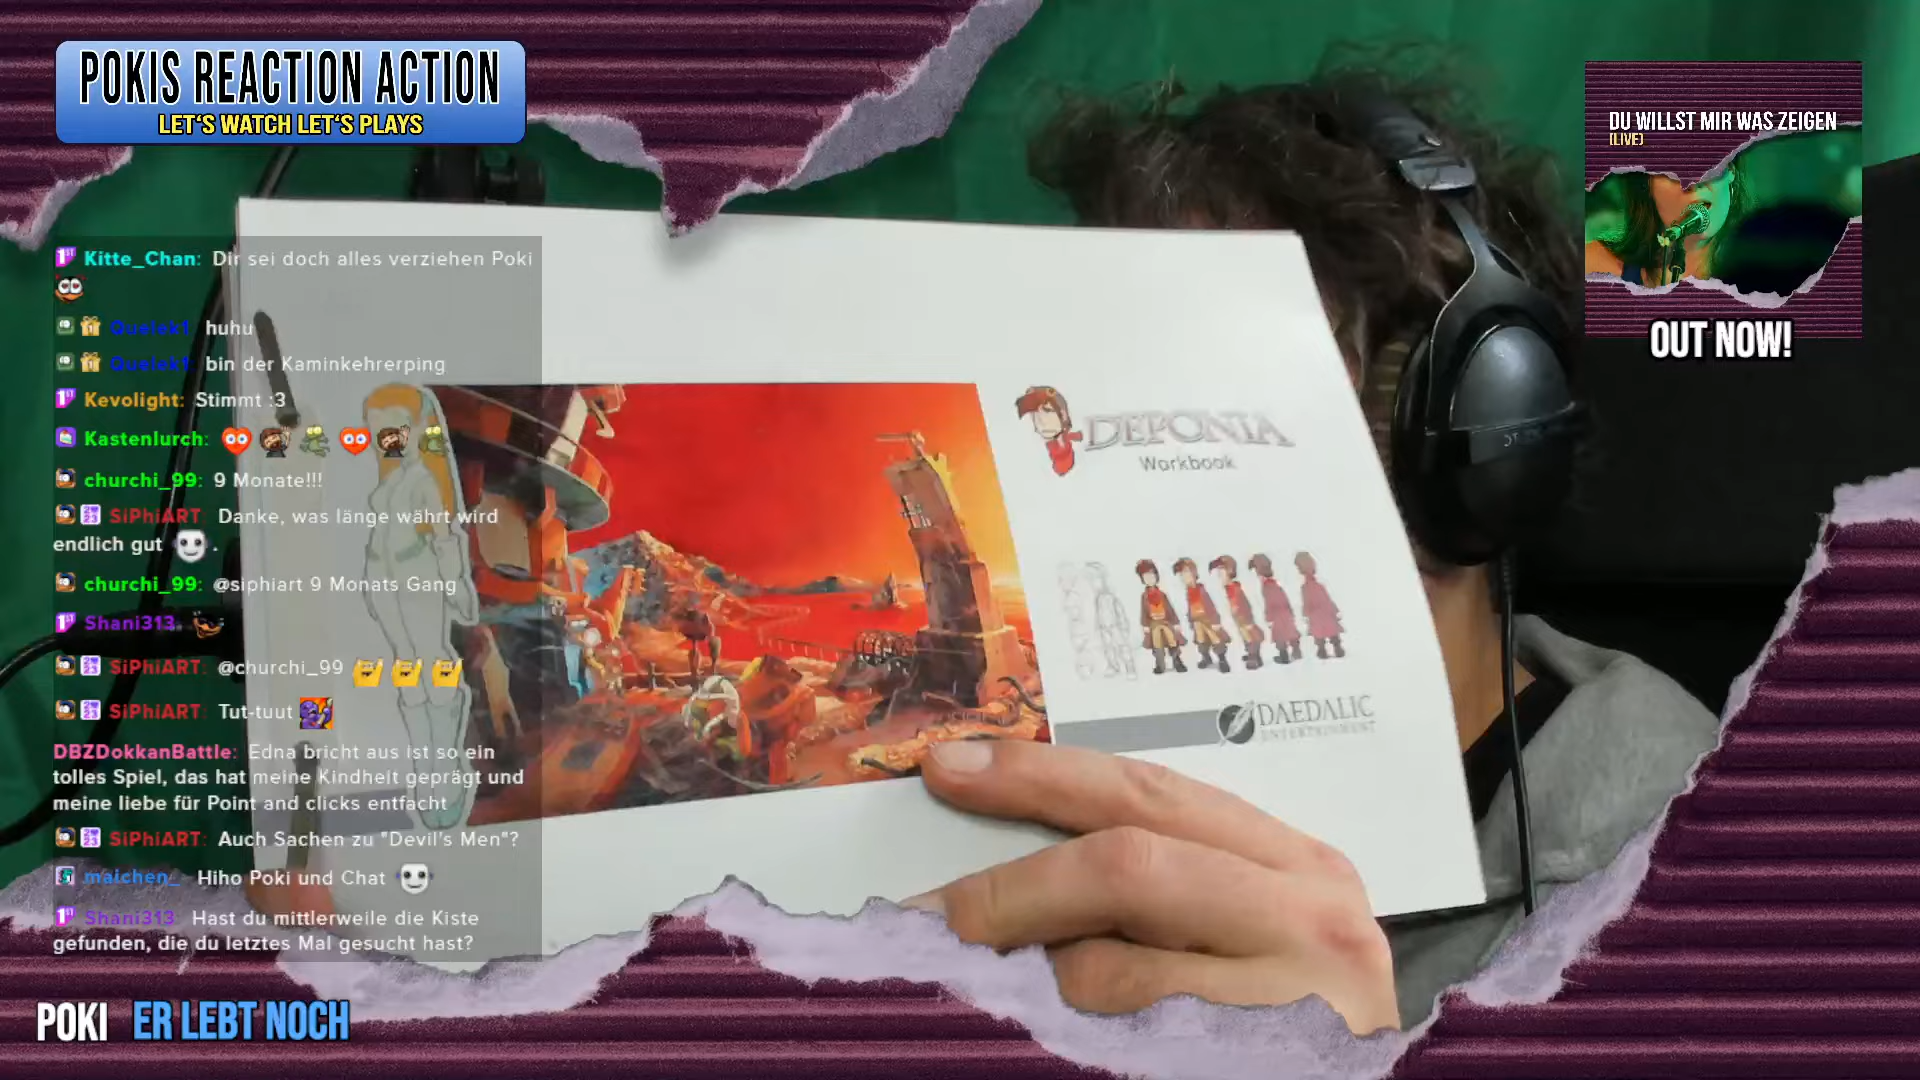 POKIS REACTION ACTION
LET'S WATCH LET'S PLAYS
DU WILLST MIR WAS ZEIGEN
(LIVE)
OUT NOW!
Kitte_Chan: Dir sei doch alles verziehen Poki
Quelek1 huhu
Quelek1 bin der Kaminkehrerping
Kevolight: Stimmt :3
Kastenlurch:
churchi_99: 9 Monate!!!
SiPhiART: Danke, was länge währt wird
endlich gut .
churchi_99: @siphiart 9 Monats Gang
Shani313:
SiPhiART: @churchi_99
SiPhiART: Tut-tuut
DBZDokkanBattle: Edna bricht aus ist so ein
tolles Spiel, das hat meine Kindheit geprägt und
meine liebe für Point and clicks entfacht
SiPhiART: Auch Sachen zu "Devil's Men"?
maichen_ Hiho Poki und Chat
Shani313 Hast du mittlerweile die Kiste
gefunden, die du letztes Mal gesucht hast?
DEPONIA
Workbook
DAEDALIC
ENTERTAINMENT
POKI ER LEBT NOCH